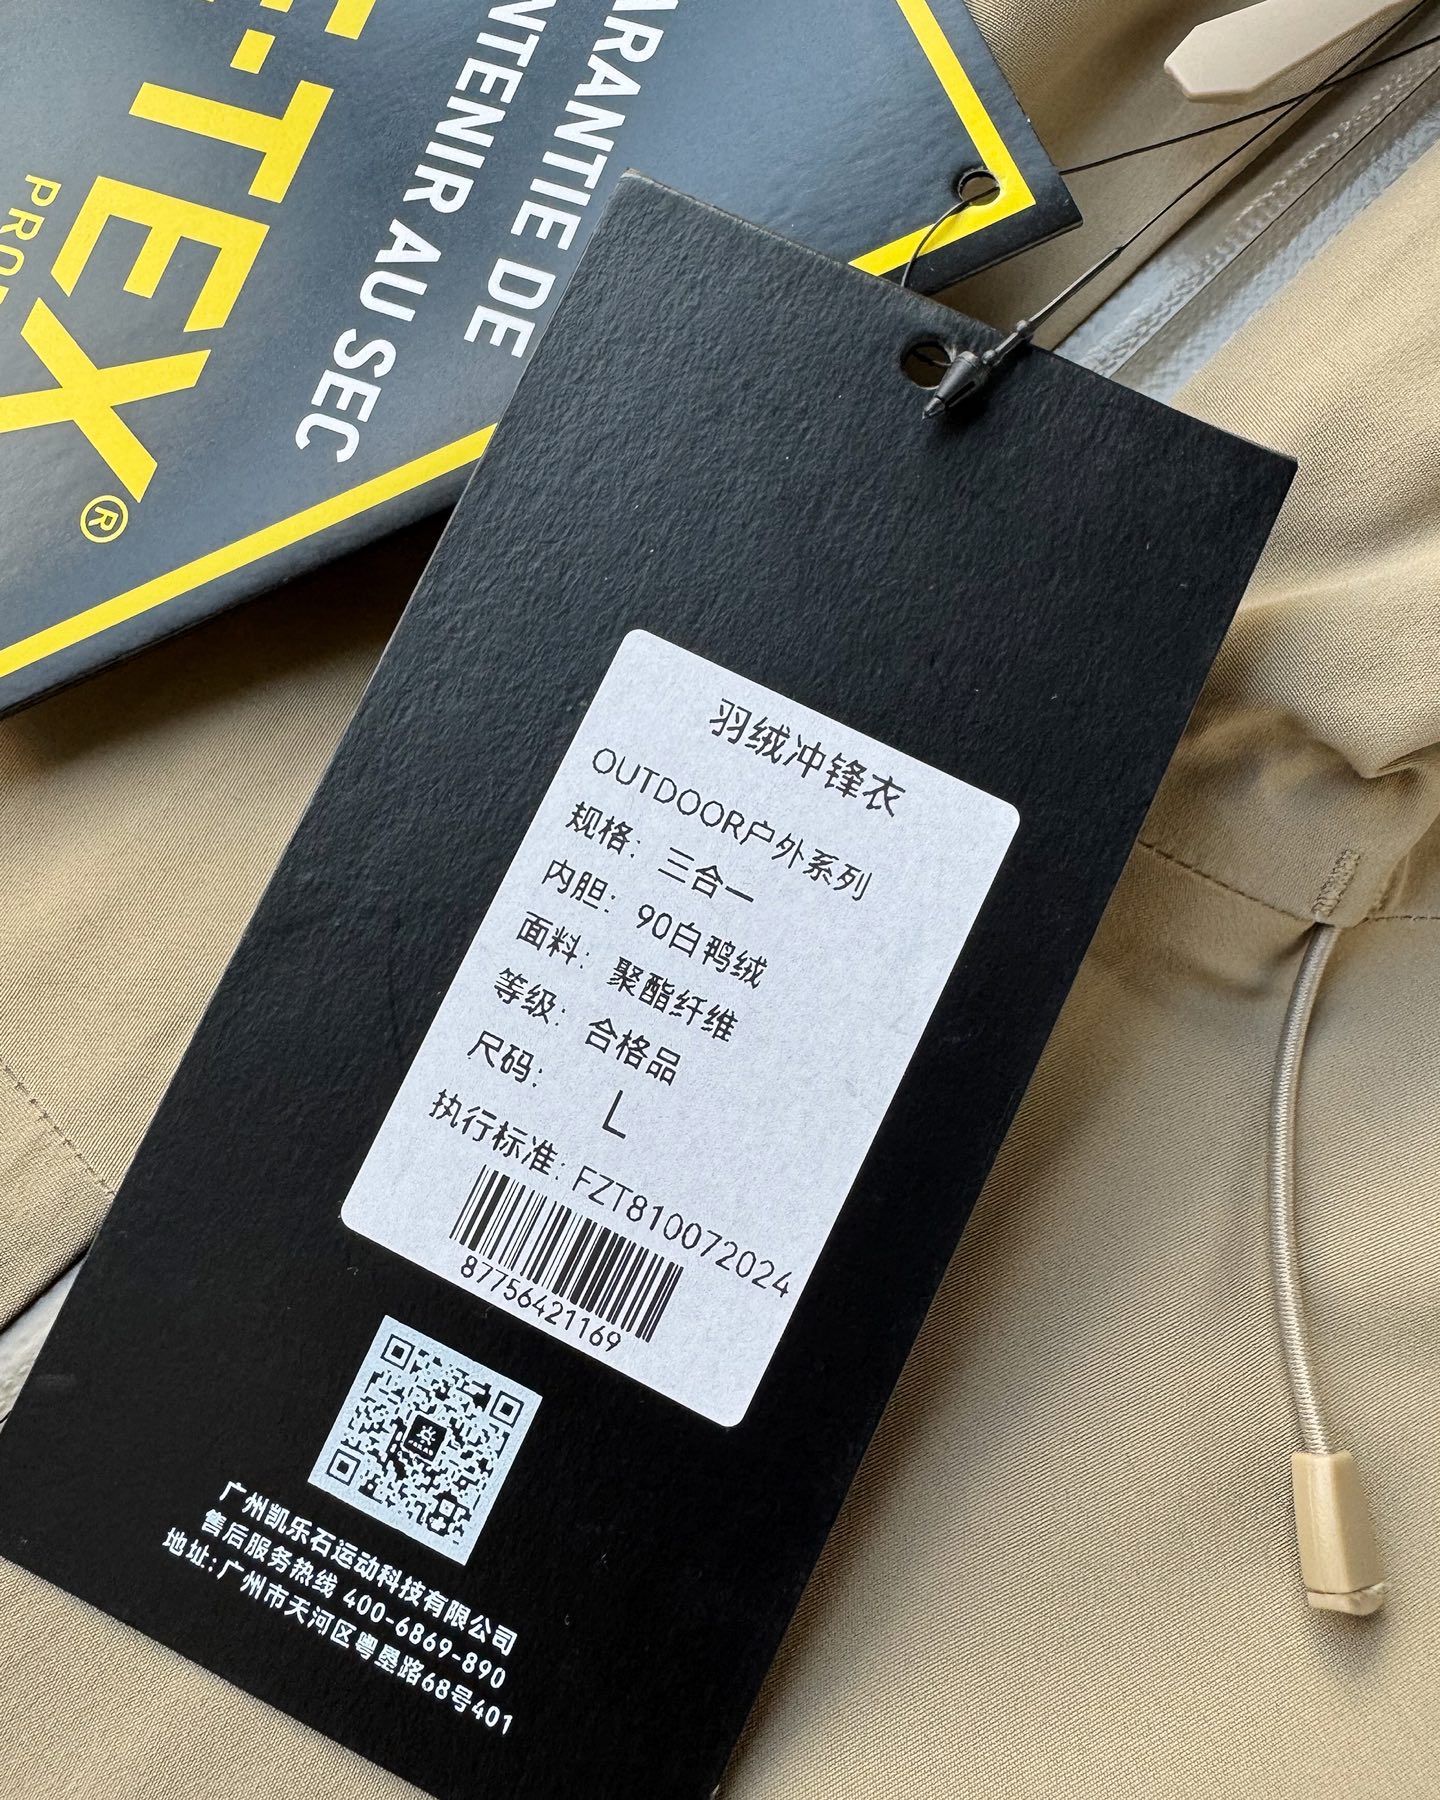 ARANTIE DE
NTENIR AU SEC
E-TEX®
PRO
羽绒冲锋衣
OUTDOOR户外系列
规格: 三合一
内胆: 90白鹅绒
面料: 聚酯纤维
等级: 合格品
尺码: L
执行标准: FZT810072024
87756421169
广州凯乐石运动科技有限公司
售后服务热线 400-6869-890
地址:广州市天河区粤垦路68号401